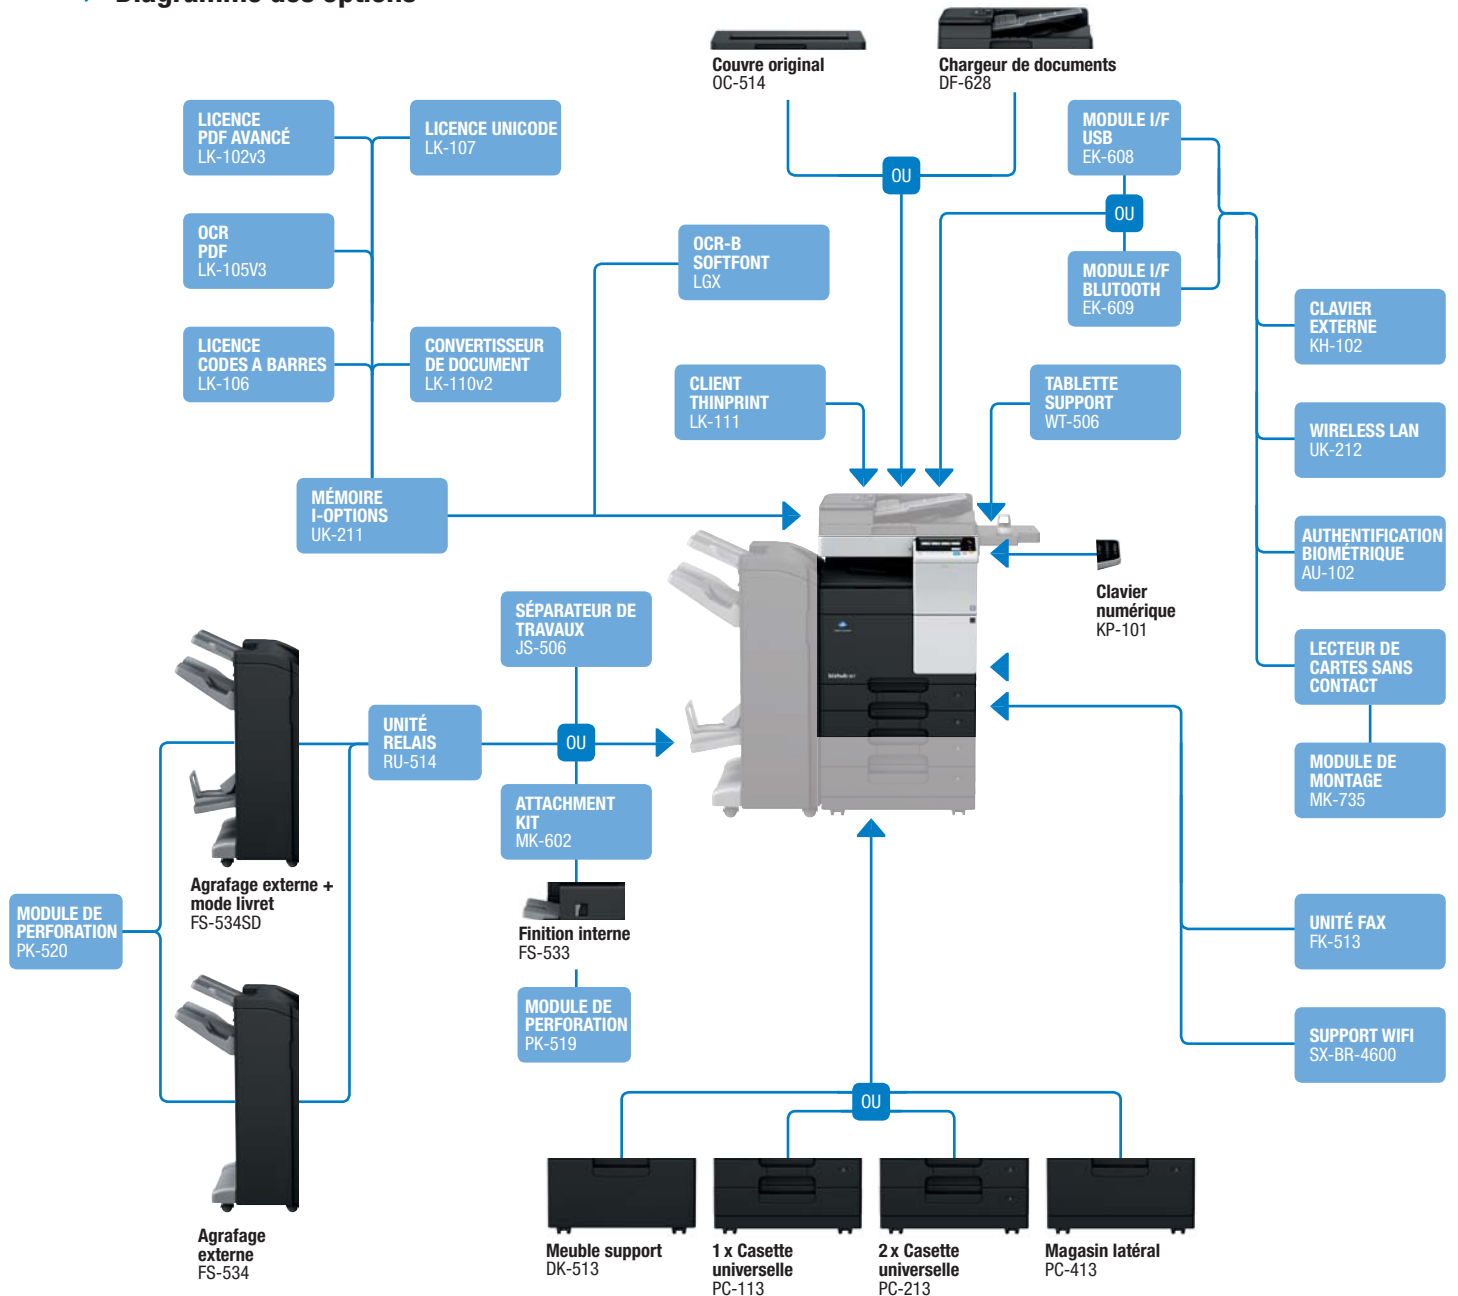 Diagramme des options
Couvre original
OC-514
Chargeur de documents
DF-628
LICENCE
PDF AVANCÉ
LK-102v3
LICENCE UNICODE
LK-107
MODULE I/F
USB
EK-608
OU
OU
OCR
PDF
LK-105V3
OCR-B
SOFTFONT
LGX
MODULE I/F
BLUTOOTH
EK-609
CLAVIER
EXTERNE
KH-102
LICENCE
CODES A BARRES
LK-106
CONVERTISSEUR
DE DOCUMENT
LK-110v2
CLIENT
THINPRINT
LK-111
TABLETTE
SUPPORT
WT-506
WIRELESS LAN
UK-212
MÉMOIRE
I-OPTIONS
UK-211
AUTHENTIFICATION
BIOMÉTRIQUE
AU-102
Clavier
numérique
KP-101
SÉPARATEUR DE
TRAVAUX
JS-506
LECTEUR DE
CARTES SANS
CONTACT
UNITÉ
RELAIS
RU-514
OU
MODULE DE
MONTAGE
MK-735
ATTACHMENT
KIT
MK-602
Agrafage externe +
mode livret
FS-534SD
MODULE DE
PERFORATION
PK-520
Finition interne
FS-533
UNITÉ FAX
FK-513
MODULE DE
PERFORATION
PK-519
SUPPORT WIFI
SX-BR-4600
OU
Agrafage
externe
FS-534
Meuble support
DK-513
1 x Casette
universelle
PC-113
2 x Casette
universelle
PC-213
Magasin latéral
PC-413